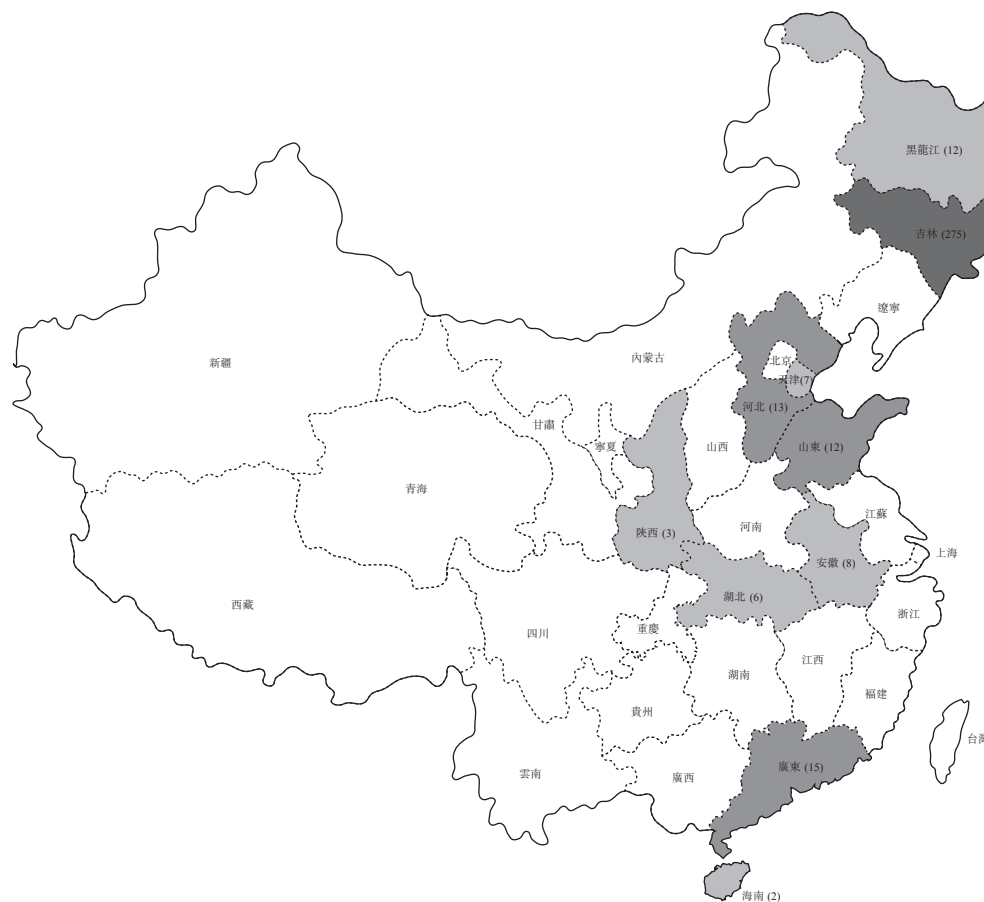 黑龍江 (12)
吉林 (275)
遼寧
新疆
內蒙古
北京
天津(7)
河北 (13)
甘肅
寧夏
山西
山東 (12)
青海
江蘇
河南
陝西 (3)
上海
安徽 (8)
湖北 (6)
西藏
浙江
重慶
四川
江西
湖南
福建
貴州
台灣
廣東 (15)
雲南
廣西
海南 (2)